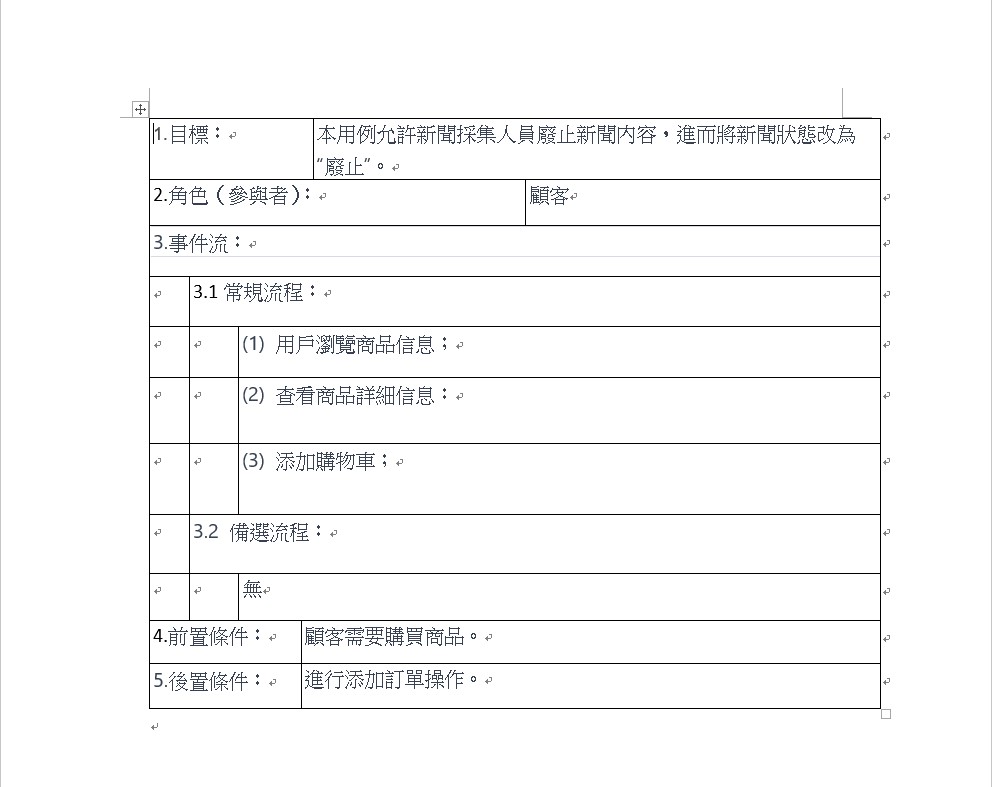 1.目標：
本用例允許新聞採集人員廢止新聞內容，進而將新聞狀態改為
“廢止”。
2.角色（參與者）：
顧客
3.事件流：
3.1 常規流程：
(1) 用戶瀏覽商品信息；
(2) 查看商品詳細信息：
(3) 添加購物車；
3.2 備選流程：
無
4.前置條件：
顧客需要購買商品。
5.後置條件：
進行添加訂單操作。